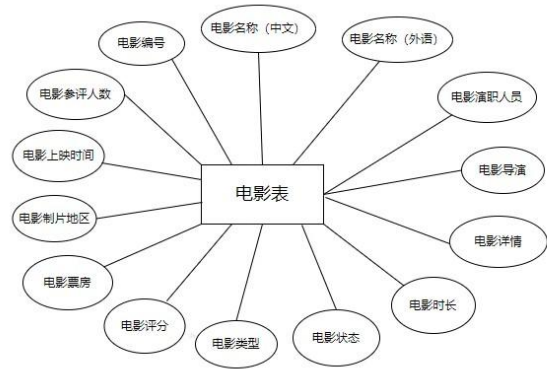 电影名称（中文）
电影名称（外语）
电影编号
电影参评人数
电影演职人员
电影上映时间
电影导演
电影表
电影制片地区
电影详情
电影票房
电影时长
电影评分
电影类型
电影状态